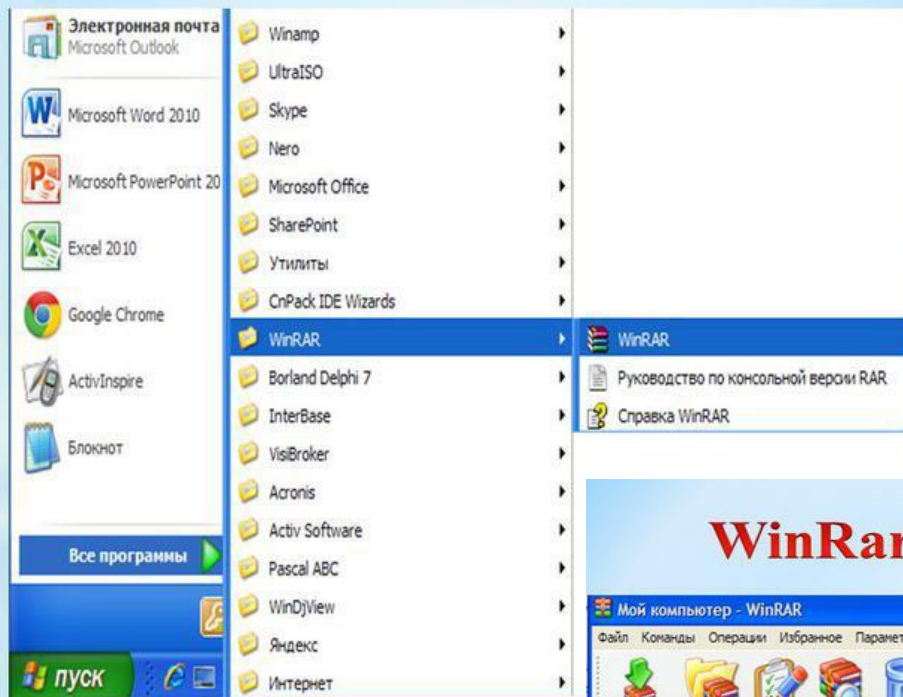 Электронная почта
Microsoft Outlook
Microsoft Word 2010
Microsoft PowerPoint 20
Excel 2010
Google Chrome
ActivInspire
Блокнот
Все программы
пуск
Winamp
UltraISO
Skype
Nero
Microsoft Office
SharePoint
Утилиты
CnPack IDE Wizards
WinRAR
Borland Delphi 7
InterBase
VisiBroker
Acronis
Activ Software
Pascal ABC
WinDjView
Яндекс
Интернет
WinRAR
Руководство по консольной версии RAR
Справка WinRAR
WinRar
Мой компьютер - WinRAR
Файл Команды Операции Избранное Парамет